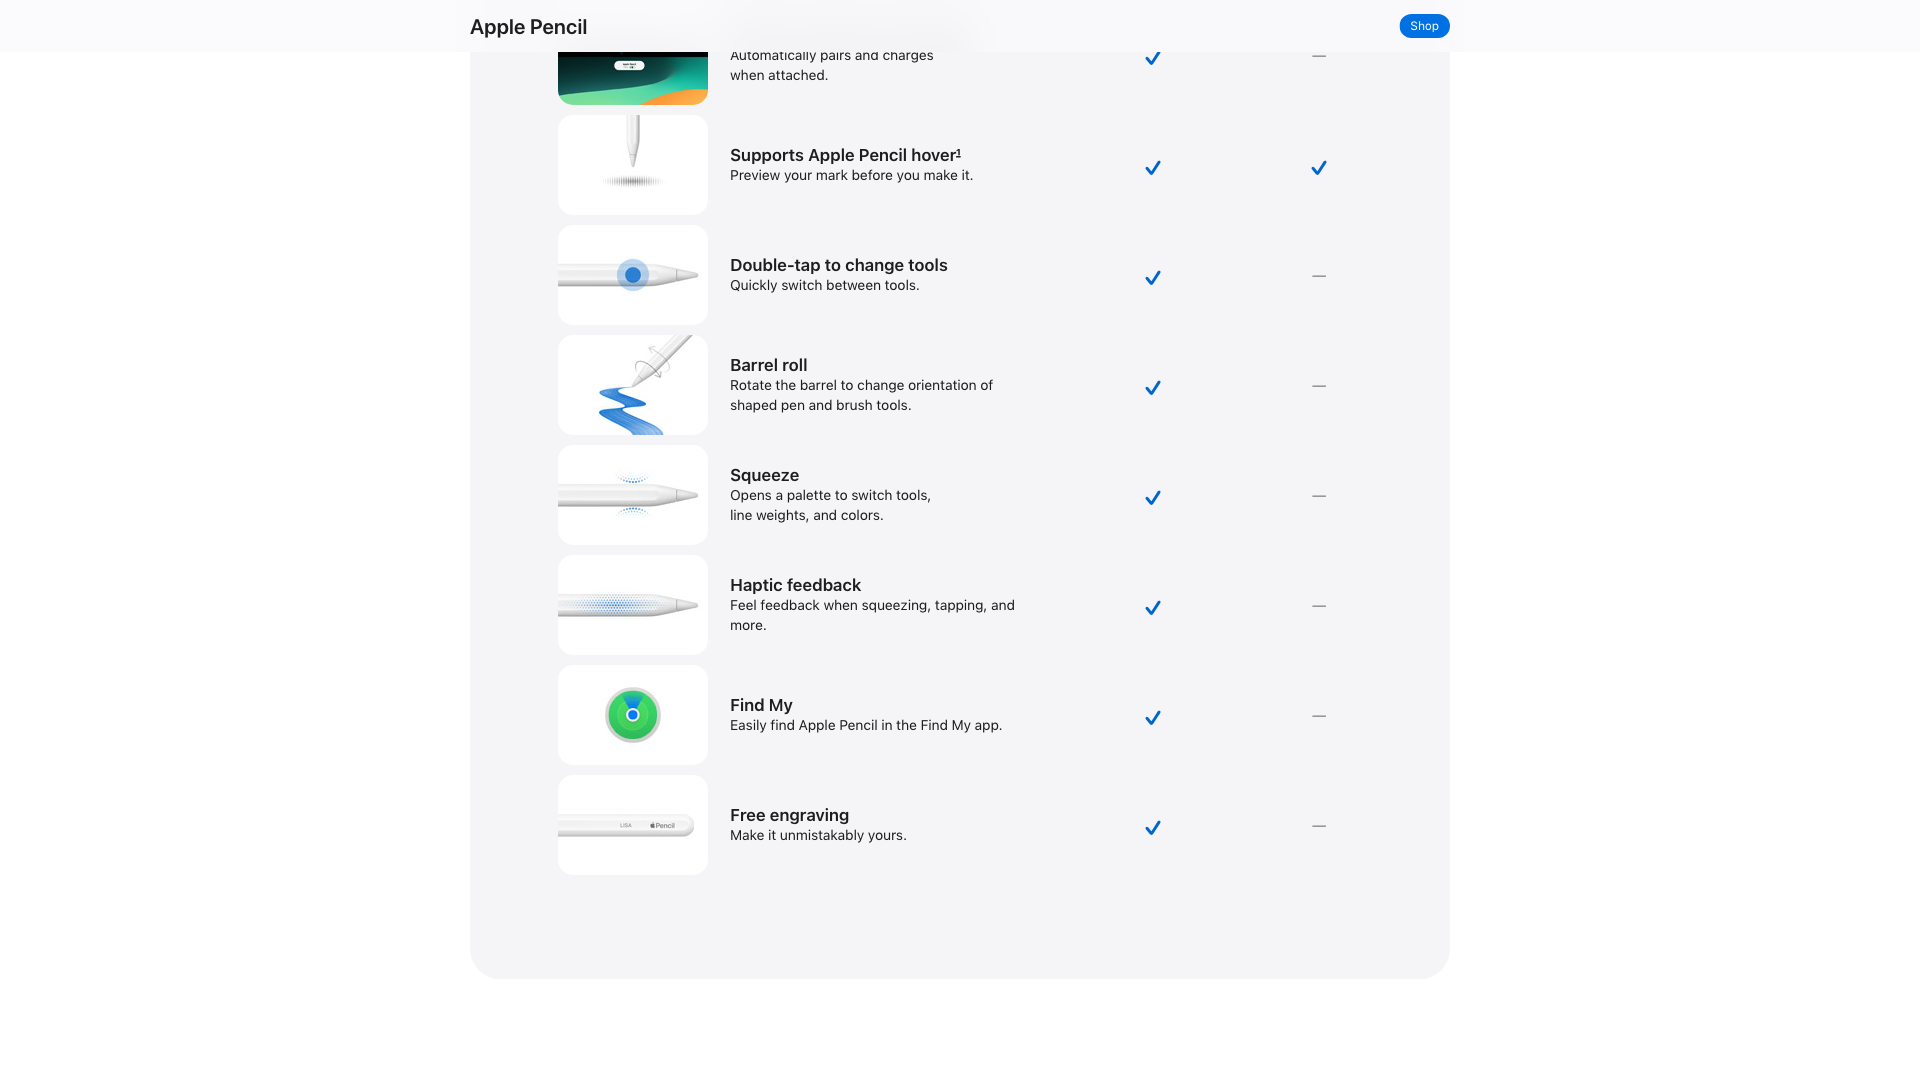 Apple Pencil
Shop
Automatically pairs and charges
when attached.
Supports Apple Pencil hover¹
Preview your mark before you make it.
Double-tap to change tools
Quickly switch between tools.
Barrel roll
Rotate the barrel to change orientation of
shaped pen and brush tools.
Squeeze
Opens a palette to switch tools,
line weights, and colors.
Haptic feedback
Feel feedback when squeezing, tapping, and
more.
Find My
Easily find Apple Pencil in the Find My app.
LISA Pencil
Free engraving
Make it unmistakably yours.